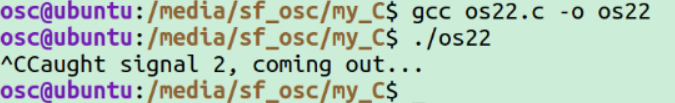 osc@ubuntu:/media/sf_osc/my_C$ gcc os22.c -o os22
osc@ubuntu:/media/sf_osc/my_C$ ./os22
^CCaught signal 2, coming out...
osc@ubuntu:/media/sf_osc/my_C$